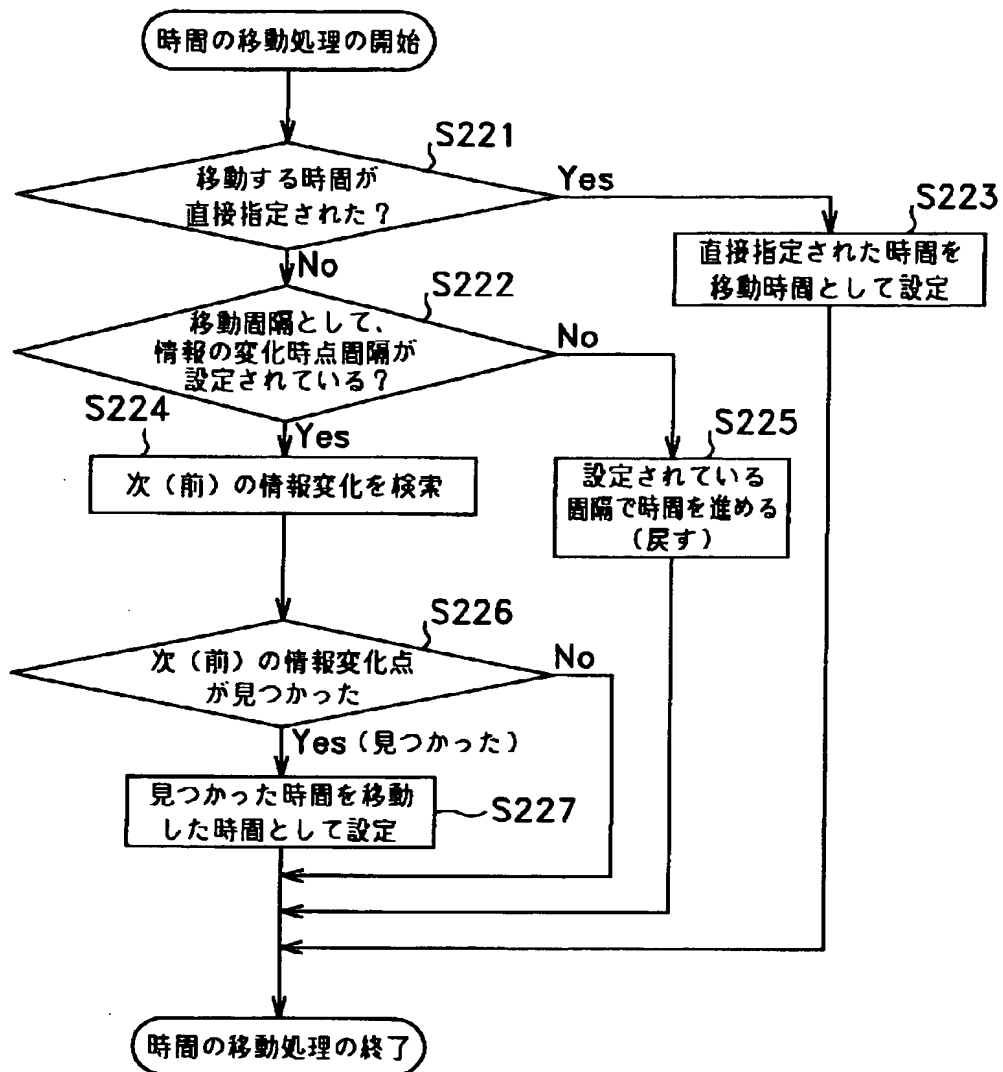 時間の移動処理の開始
S221
移動する時間が
直接指定された？
Yes
S223
直接指定された時間を
移動時間として設定
No
S222
移動間隔として、
情報の変化時点間隔が
設定されている？
No
S224
Yes
次（前）の情報変化を検索
S225
設定されている
間隔で時間を進める
（戻す）
S226
次（前）の情報変化点
が見つかった
No
Yes（見つかった）
見つかった時間を移動
した時間として設定
S227
時間の移動処理の終了